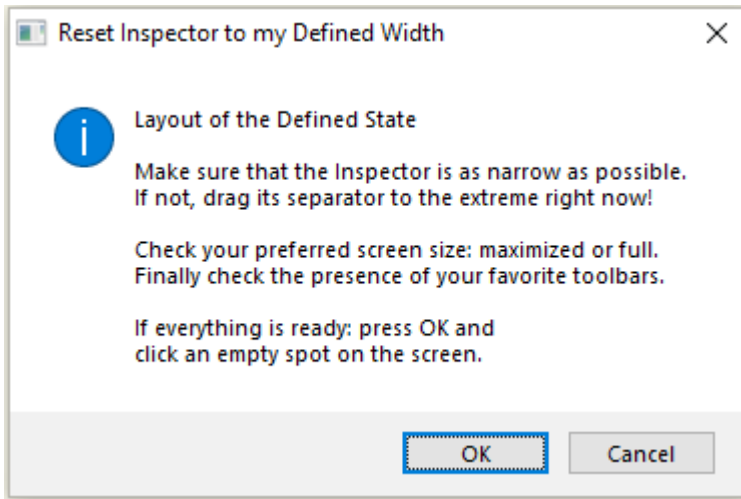 Reset Inspector to my Defined Width
Layout of the Defined State
Make sure that the Inspector is as narrow as possible.
If not, drag its separator to the extreme right now!
Check your preferred screen size: maximized or full.
Finally check the presence of your favorite toolbars.
If everything is ready: press OK and
click an empty spot on the screen.
OK
Cancel